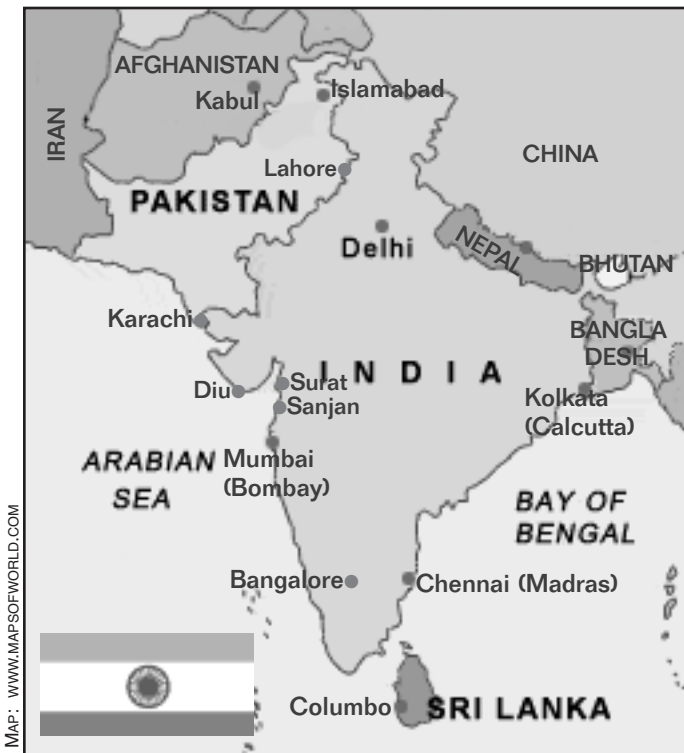 AFGHANISTAN
Kabul
Islamabad
IRAN
CHINA
Lahore
PAKISTAN
Delhi
NEPAL
BHUTAN
Karachi
BANGLA
DESH
INDIA
Diu
Surat
Sanjan
Kolkata
(Calcutta)
ARABIAN
SEA
Mumbai
(Bombay)
BAY OF
BENGAL
Bangalore
Chennai (Madras)
Columbo
SRI LANKA
MAP: WWW.MAPSOFWORLD.COM